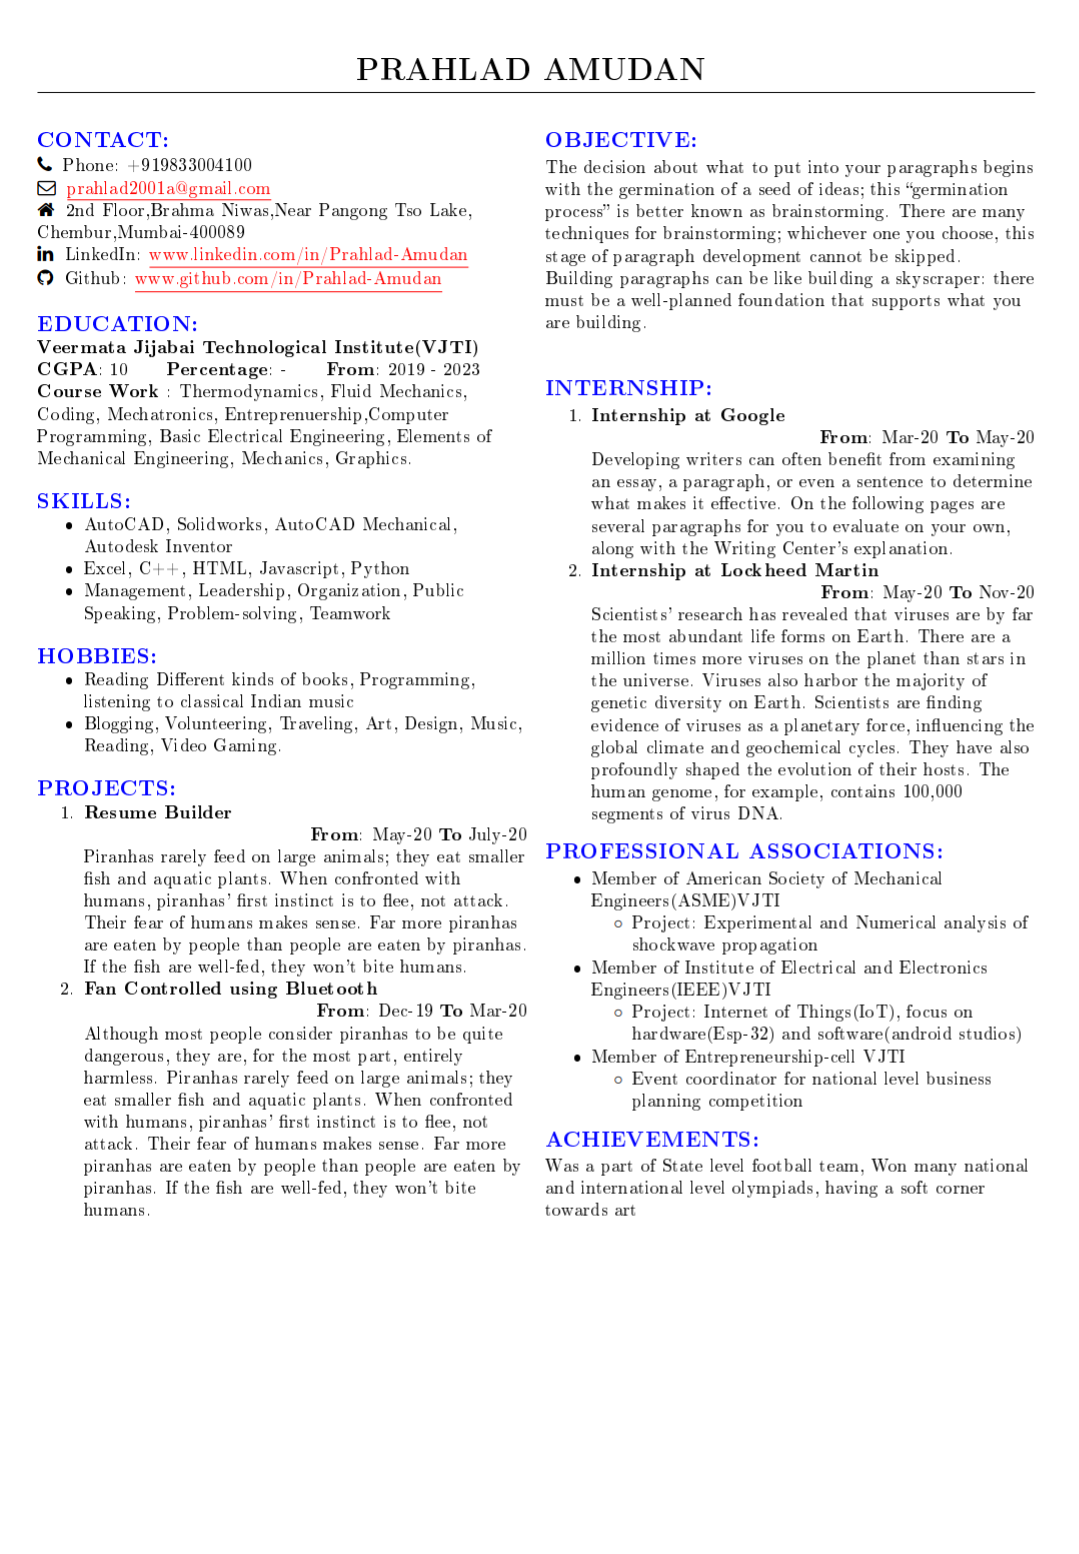 PRAHLAD AMUDAN
CONTACT:
Phone: +919833004100
prahlad2001a@gmail.com
2nd Floor,Brahma Niwas,Near Pangong Tso Lake,
Chembur,Mumbai-400089
LinkedIn: www.linkedin.com/in/Prahlad-Amudan
Github: www.github.com/in/Prahlad-Amudan
EDUCATION:
Veermata Jijabai Technological Institute(VJTI)
CGPA: 10 Percentage: - From: 2019 - 2023
Course Work : Thermodynamics, Fluid Mechanics,
Coding, Mechatronics, Entreprenuership,Computer
Programming, Basic Electrical Engineering, Elements of
Mechanical Engineering, Mechanics, Graphics.
SKILLS:
• AutoCAD, Solidworks, AutoCAD Mechanical,
Autodesk Inventor
• Excel, C++, HTML, Javascript, Python
• Management, Leadership, Organization, Public
Speaking, Problem-solving, Teamwork
HOBBIES:
• Reading Different kinds of books, Programming,
listening to classical Indian music
• Blogging, Volunteering, Traveling, Art, Design, Music,
Reading, Video Gaming.
PROJECTS:
1. Resume Builder
From: May-20 To July-20
Piranhas rarely feed on large animals; they eat smaller
fish and aquatic plants. When confronted with
humans, piranhas' first instinct is to flee, not attack.
Their fear of humans makes sense. Far more piranhas
are eaten by people than people are eaten by piranhas.
If the fish are well-fed, they won't bite humans.
2. Fan Controlled using Bluetooth
From: Dec-19 To Mar-20
Although most people consider piranhas to be quite
dangerous, they are, for the most part, entirely
harmless. Piranhas rarely feed on large animals; they
eat smaller fish and aquatic plants. When confronted
with humans, piranhas' first instinct is to flee, not
attack. Their fear of humans makes sense. Far more
piranhas are eaten by people than people are eaten by
piranhas. If the fish are well-fed, they won't bite
humans.
OBJECTIVE:
The decision about what to put into your paragraphs begins
with the germination of a seed of ideas; this “germination
process” is better known as brainstorming. There are many
techniques for brainstorming; whichever one you choose, this
stage of paragraph development cannot be skipped.
Building paragraphs can be like building a skyscraper: there
must be a well-planned foundation that supports what you
are building.
INTERNSHIP:
1. Internship at Google
From: Mar-20 To May-20
Developing writers can often benefit from examining
an essay, a paragraph, or even a sentence to determine
what makes it effective. On the following pages are
several paragraphs for you to evaluate on your own,
along with the Writing Center's explanation.
2. Internship at Lockheed Martin
From: May-20 To Nov-20
Scientists' research has revealed that viruses are by far
the most abundant life forms on Earth. There are a
million times more viruses on the planet than stars in
the universe. Viruses also harbor the majority of
genetic diversity on Earth. Scientists are finding
evidence of viruses as a planetary force, influencing the
global climate and geochemical cycles. They have also
profoundly shaped the evolution of their hosts. The
human genome, for example, contains 100,000
segments of virus DNA.
PROFESSIONAL ASSOCIATIONS:
• Member of American Society of Mechanical
Engineers(ASME)VJTI
◦ Project: Experimental and Numerical analysis of
shockwave propagation
• Member of Institute of Electrical and Electronics
Engineers(IEEE)VJTI
◦ Project: Internet of Things(IoT), focus on
hardware(Esp-32) and software(android studios)
• Member of Entrepreneurship-cell VJTI
◦ Event coordinator for national level business
planning competition
ACHIEVEMENTS:
Was a part of State level football team, Won many national
and international level olympiads, having a soft corner
towards art